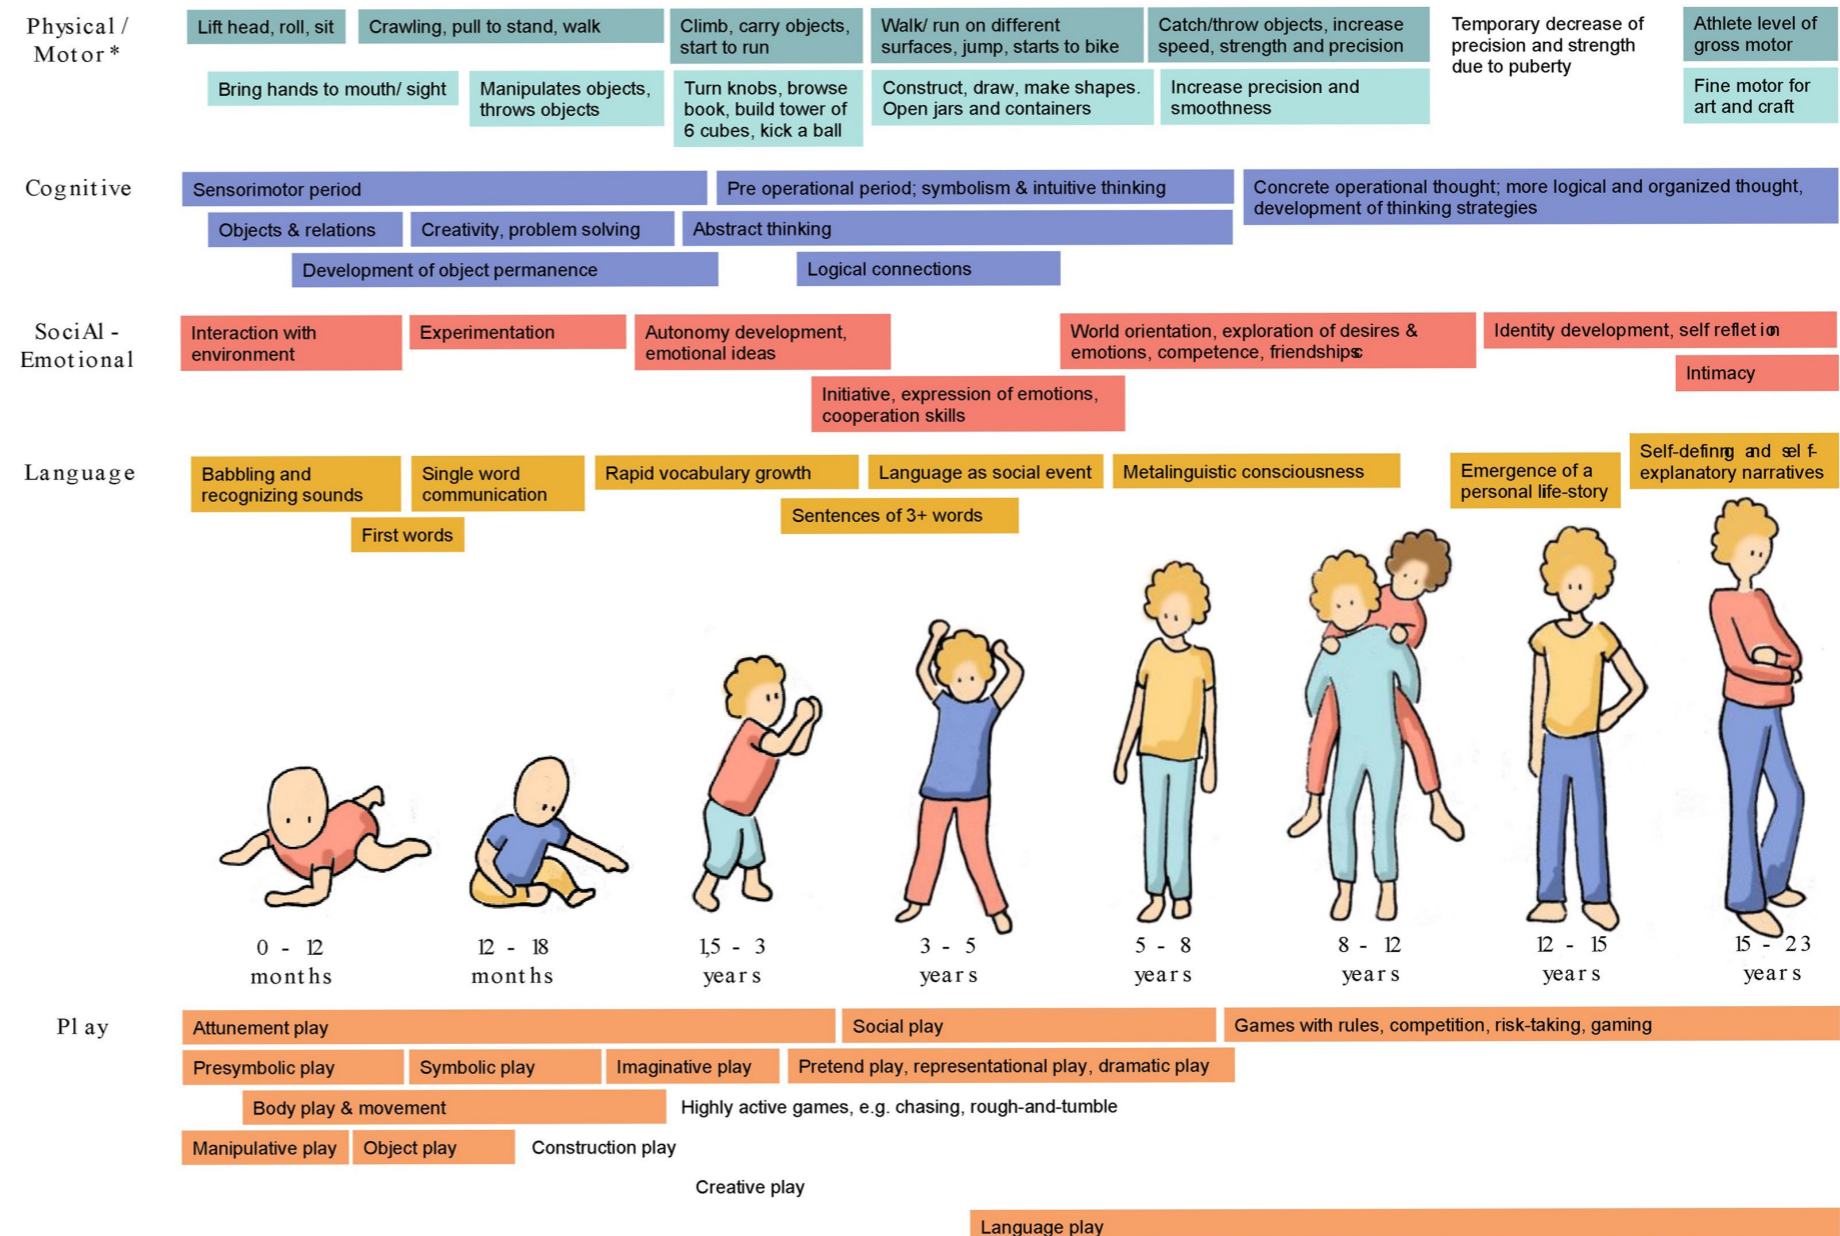 Physical /
Motor *
Lift head, roll, sit
Crawling, pull to stand, walk
Climb, carry objects,
start to run
Walk/ run on different
surfaces, jump, starts to bike
Catch/throw objects, increase
speed, strength and precision
Temporary decrease of
precision and strength
due to puberty
Athlete level of
gross motor
Bring hands to mouth/ sight
Manipulates objects,
throws objects
Turn knobs, browse
book, build tower of
6 cubes, kick a ball
Construct, draw, make shapes.
Open jars and containers
Increase precision and
smoothness
Fine motor for
art and craft
Cognitive
Sensorimotor period
Pre operational period; symbolism & intuitive thinking
Concrete operational thought; more logical and organized thought,
development of thinking strategies
Objects & relations
Creativity, problem solving
Abstract thinking
Development of object permanence
Logical connections
SociAl -
Emotional
Interaction with
environment
Experimentation
Autonomy development,
emotional ideas
World orientation, exploration of desires &
emotions, competence, friendshipsc
Identity development, self refletion
Intimacy
Initiative, expression of emotions,
cooperation skills
Language
Babbling and
recognizing sounds
Single word
communication
Rapid vocabulary growth
Language as social event
Metalinguistic consciousness
Emergence of a
personal life-story
Self-defining and self-
explanatory narratives
First words
Sentences of 3+ words
0 - 12
months
12 - 18
months
1,5 - 3
years
3 - 5
years
5 - 8
years
8 - 12
years
12 - 15
years
15 - 23
years
Play
Attunement play
Social play
Games with rules, competition, risk-taking, gaming
Presymbolic play
Symbolic play
Imaginative play
Pretend play, representational play, dramatic play
Body play & movement
Highly active games, e.g. chasing, rough-and-tumble
Manipulative play
Object play
Construction play
Creative play
Language play